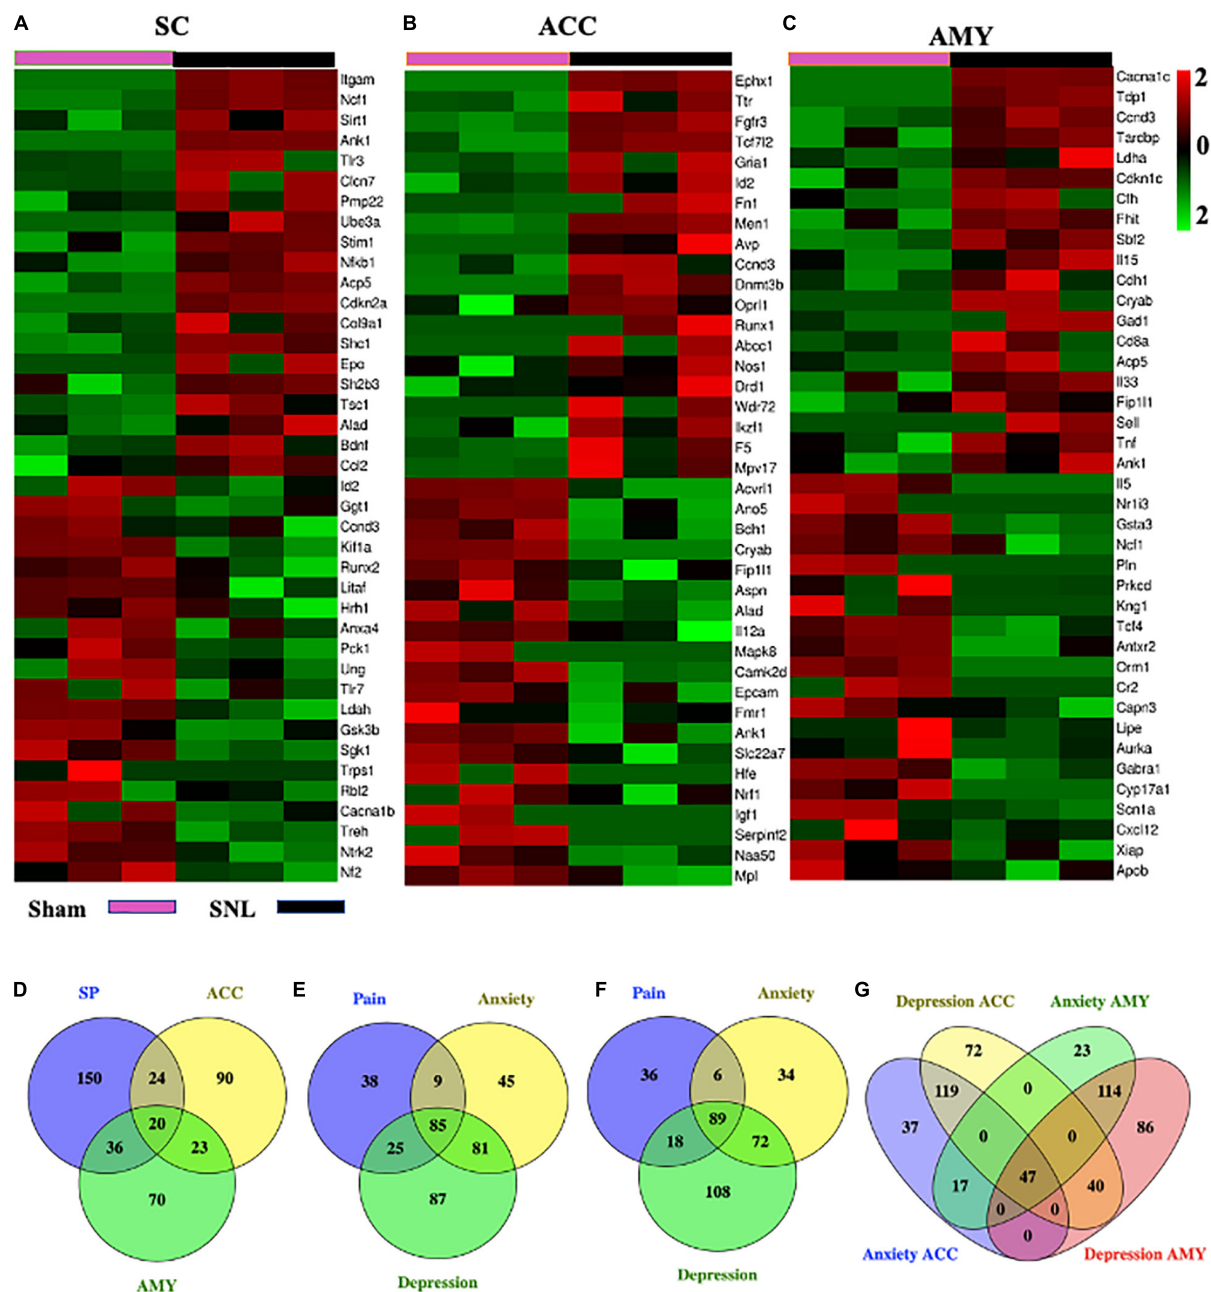 A SC
B ACC
C AMY
Itgam
Ncf1
Sirt1
Ank1
Tlr3
Clcn7
Pmp22
Ube3a
Stim1
Nfkb1
Acp5
Cdkn2a
Col9a1
Shc1
Epo
Sh2b3
Tsc1
Alad
Bdnf
Ccl2
Id2
Ggt1
Ccnd3
Kif1a
Runx2
Litaf
Hrh1
Anxa4
Pck1
Ung
Tlr7
Ldah
Gsk3b
Sgk1
Trps1
Rbl2
Cacna1b
Treh
Ntrk2
Nf2
Ephx1
Ttr
Fgfr3
Tcf7l2
Gria1
Id2
Fn1
Men1
Avp
Ccnd3
Dnmt3b
Oprl1
Runx1
Abcc1
Nos1
Drd1
Wdr72
Ikzf1
F5
Mpv17
Acvrl1
Ano5
Bch1
Cryab
Fip1l1
Aspn
Alad
Il12a
Mapk8
Camk2d
Epcam
Fmr1
Ank1
Slc22a7
Hfe
Nrf1
Igf1
Serpinf2
Naa50
Mpl
Cacna1c
Tdp1
Ccnd3
Tardbp
Ldha
Cdkn1c
Cfh
Fhit
Sbf2
Il15
Cdh1
Cryab
Gad1
Cd8a
Acp5
Il33
Fip1l1
Sell
Tnf
Ank1
Il5
Nr1i3
Gsta3
Ncf1
Pln
Prkcd
Kng1
Tcf4
Antxr2
Orm1
Cr2
Capn3
Lipe
Aurka
Gabra1
Cyp17a1
Scn1a
Cxcl12
Xiap
Apob
2
0
2
Sham SNL
D SP ACC
150 24 90
20
36 23
70
AMY
E Pain Anxiety
38 9 45
85
25 81
87
Depression
F Pain Anxiety
36 6 34
89
18 72
108
Depression
G
Depression ACC Anxiety AMY
72 23
119 0 114
37 0 0 86
17 47 40
0 0
0
Anxiety ACC Depression AMY